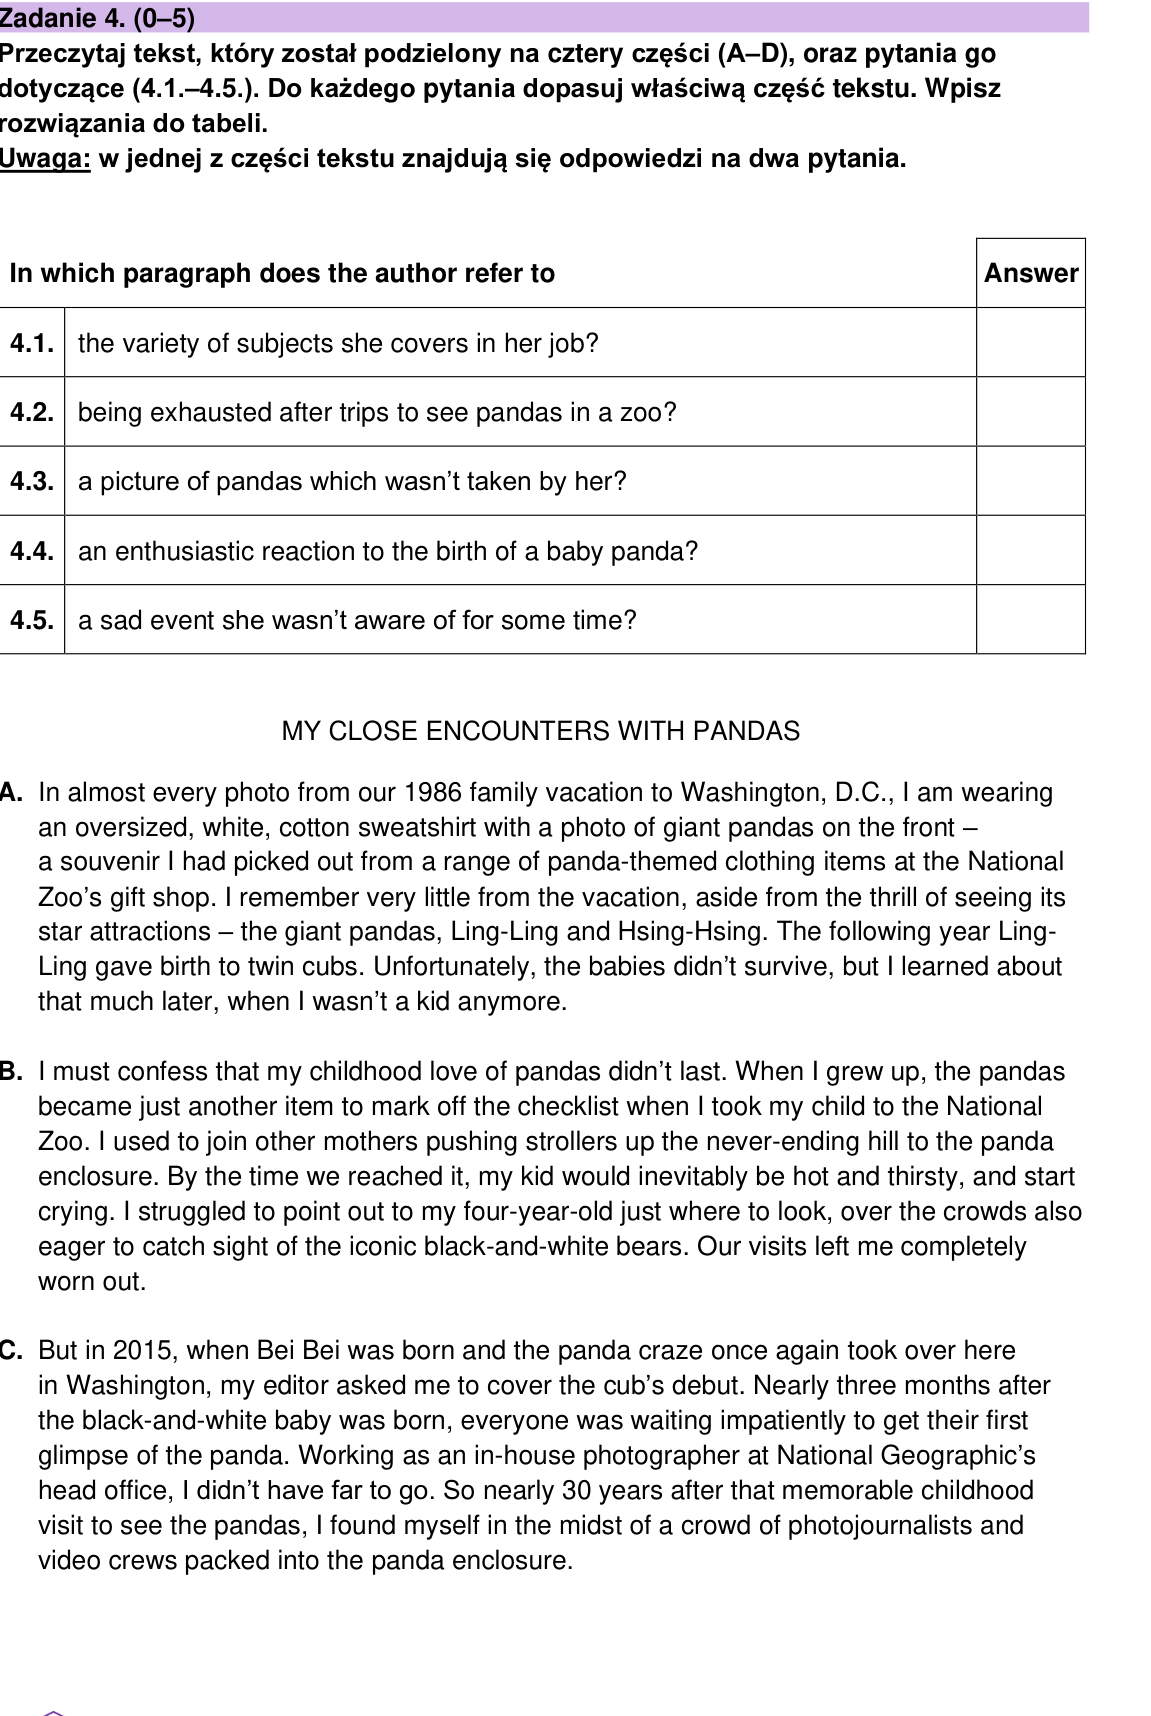 Zadanie 4. (0–5)
Przeczytaj tekst, który został podzielony na cztery części (A–D), oraz pytania go
dotyczące (4.1.–4.5.). Do każdego pytania dopasuj właściwą część tekstu. Wpisz
rozwiązania do tabeli.
Uwaga: w jednej z części tekstu znajdują się odpowiedzi na dwa pytania.
In which paragraph does the author refer to Answer
4.1. the variety of subjects she covers in her job?
4.2. being exhausted after trips to see pandas in a zoo?
4.3. a picture of pandas which wasn't taken by her?
4.4. an enthusiastic reaction to the birth of a baby panda?
4.5. a sad event she wasn't aware of for some time?
MY CLOSE ENCOUNTERS WITH PANDAS
A. In almost every photo from our 1986 family vacation to Washington, D.C., I am wearing
an oversized, white, cotton sweatshirt with a photo of giant pandas on the front –
a souvenir I had picked out from a range of panda-themed clothing items at the National
Zoo's gift shop. I remember very little from the vacation, aside from the thrill of seeing its
star attractions – the giant pandas, Ling-Ling and Hsing-Hsing. The following year Ling-
Ling gave birth to twin cubs. Unfortunately, the babies didn't survive, but I learned about
that much later, when I wasn't a kid anymore.
B. I must confess that my childhood love of pandas didn't last. When I grew up, the pandas
became just another item to mark off the checklist when I took my child to the National
Zoo. I used to join other mothers pushing strollers up the never-ending hill to the panda
enclosure. By the time we reached it, my kid would inevitably be hot and thirsty, and start
crying. I struggled to point out to my four-year-old just where to look, over the crowds also
eager to catch sight of the iconic black-and-white bears. Our visits left me completely
worn out.
C. But in 2015, when Bei Bei was born and the panda craze once again took over here
in Washington, my editor asked me to cover the cub's debut. Nearly three months after
the black-and-white baby was born, everyone was waiting impatiently to get their first
glimpse of the panda. Working as an in-house photographer at National Geographic's
head office, I didn't have far to go. So nearly 30 years after that memorable childhood
visit to see the pandas, I found myself in the midst of a crowd of photojournalists and
video crews packed into the panda enclosure.